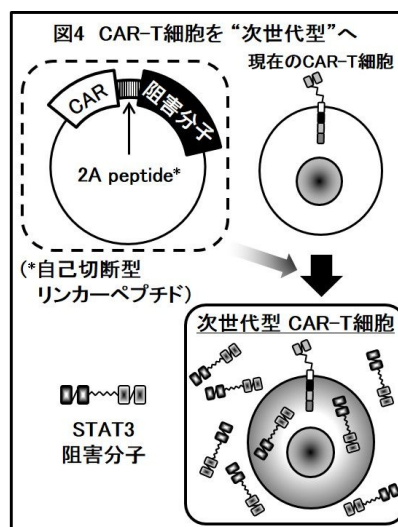 図4 CAR-T細胞を “次世代型”へ
現在のCAR-T細胞
CAR
阻害分子
2A peptide*
(*自己切断型
リンカーペプチド)
次世代型 CAR-T細胞
STAT3
阻害分子